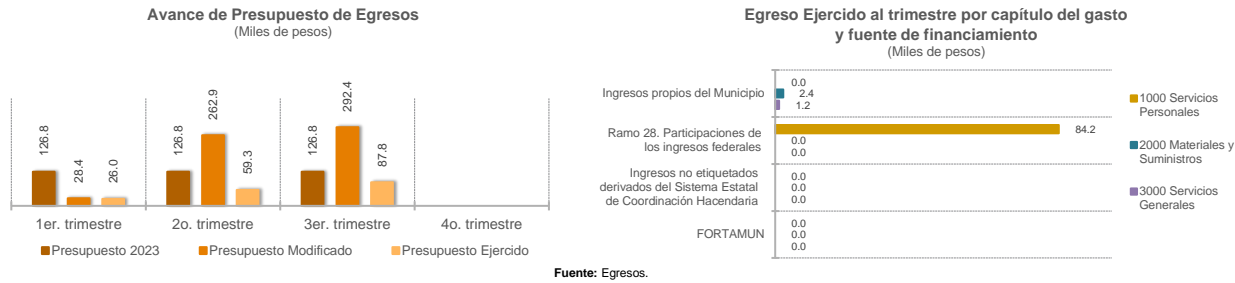 Avance de Presupuesto de Egresos
(Miles de pesos)
126.8
28.4
26.0
126.8
262.9
59.3
126.8
292.4
87.8
1er. trimestre
2o. trimestre
3er. trimestre
4o. trimestre
Presupuesto 2023
Presupuesto Modificado
Presupuesto Ejercido
Egreso Ejercido al trimestre por capítulo del gasto
y fuente de financiamiento
(Miles de pesos)
Ingresos propios del Municipio
0.0
2.4
1.2
Ramo 28. Participaciones de
los ingresos federales
84.2
0.0
0.0
Ingresos no etiquetados
derivados del Sistema Estatal
de Coordinación Hacendaria
0.0
0.0
0.0
FORTAMUN
0.0
0.0
0.0
1000 Servicios
Personales
2000 Materiales y
Suministros
3000 Servicios
Generales
Fuente: Egresos.